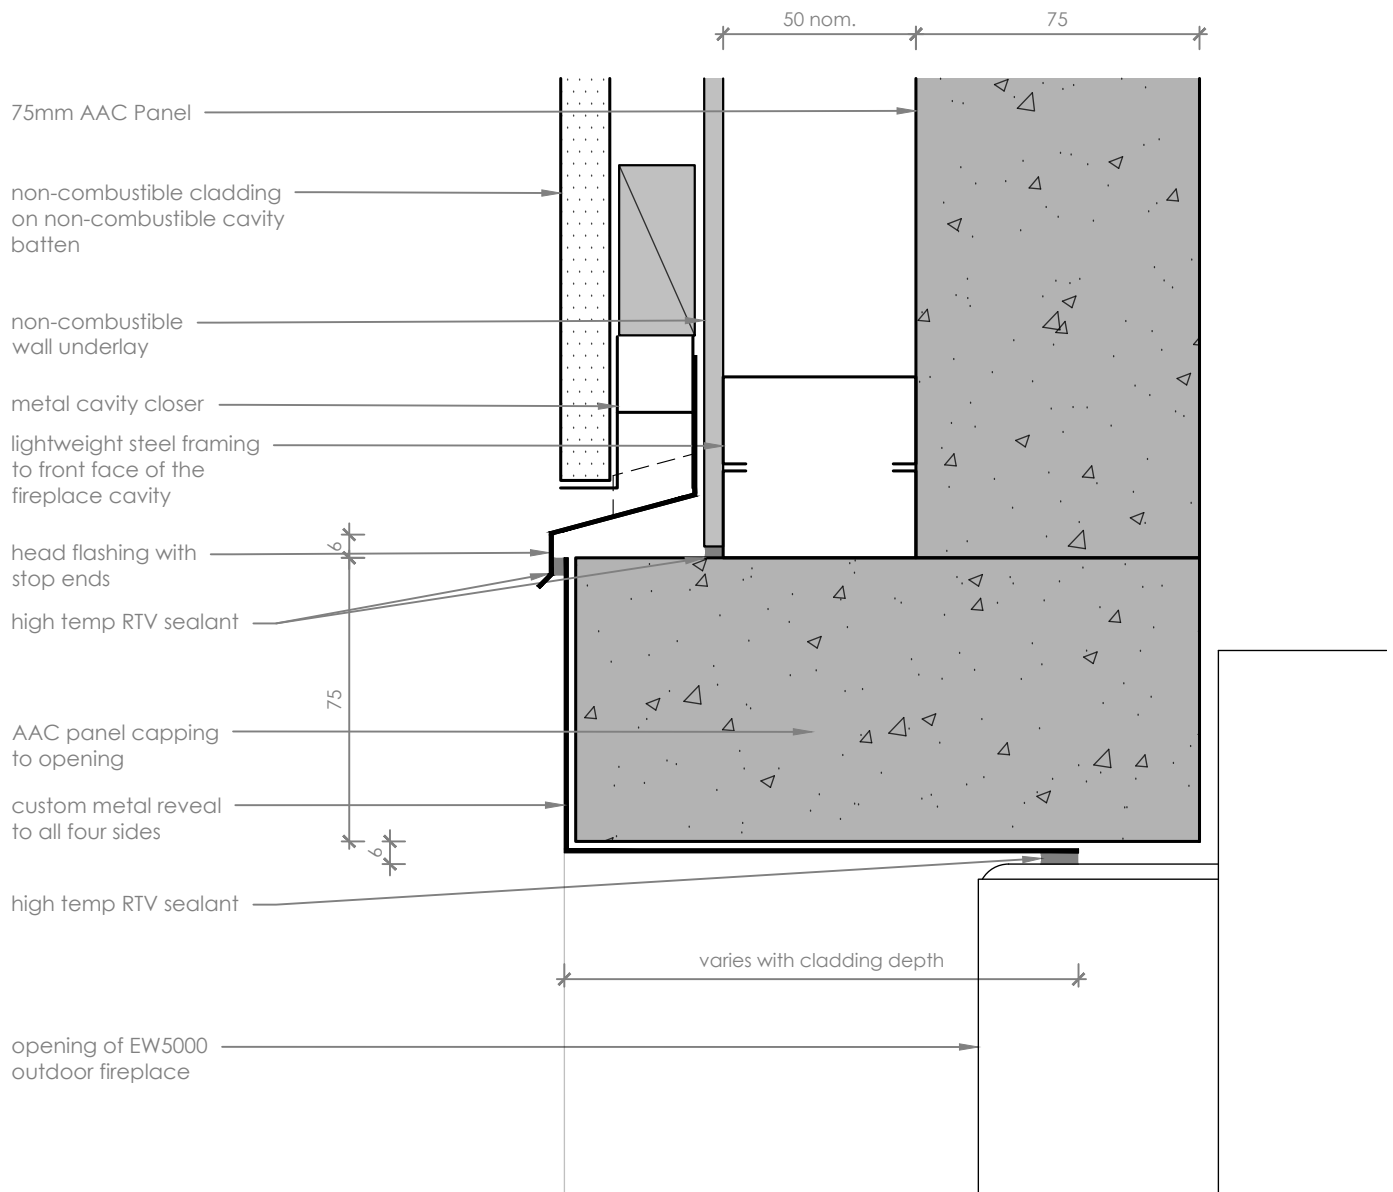 50 nom.
75
75mm AAC Panel
non-combustible cladding
on non-combustible cavity
batten
non-combustible
wall underlay
metal cavity closer
lightweight steel framing
to front face of the
fireplace cavity
6
head flashing with
stop ends
high temp RTV sealant
75
AAC panel capping
to opening
custom metal reveal
to all four sides
6
high temp RTV sealant
varies with cladding depth
opening of EW5000
outdoor fireplace